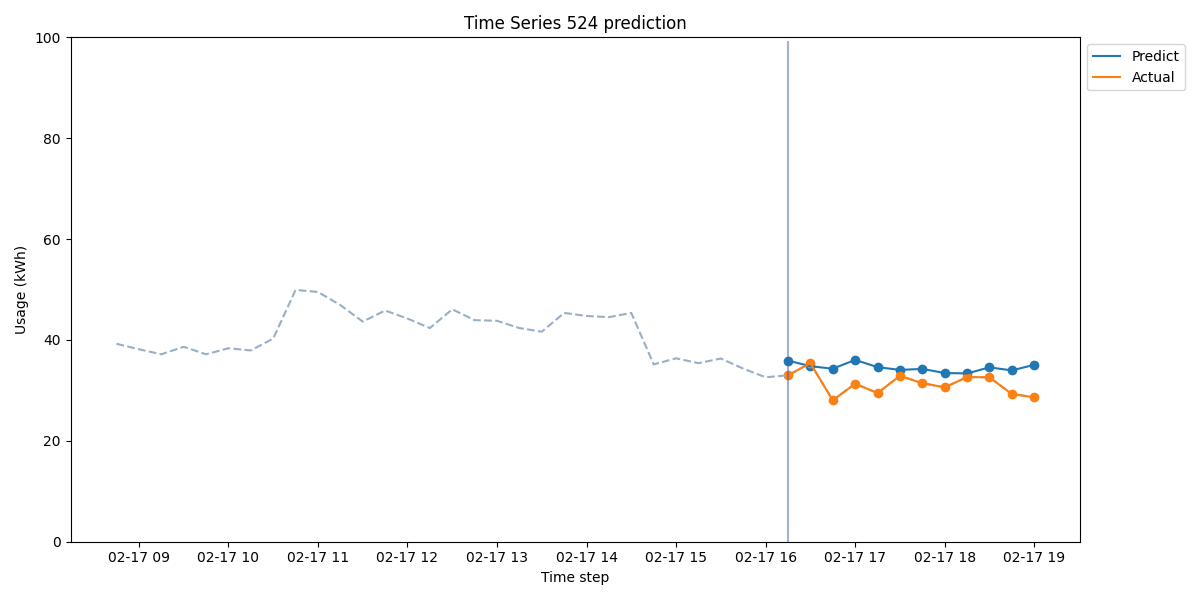 Time Series 524 prediction
100
80
60
40
20
0
Usage (kWh)
02-17 09 02-17 10 02-17 11 02-17 12 02-17 13 02-17 14 02-17 15 02-17 16 02-17 17 02-17 18 02-17 19
Time step
Predict
Actual